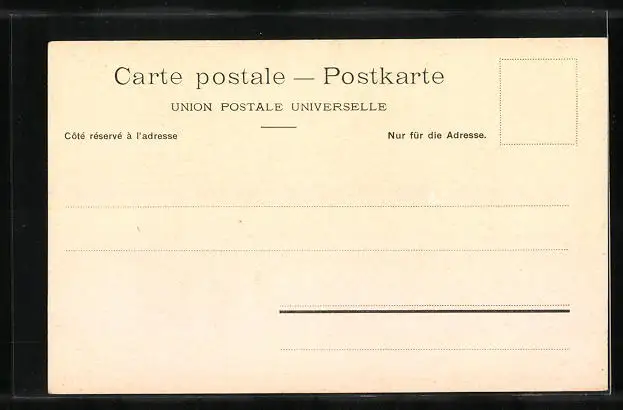 Carte postale — Postkarte
UNION POSTALE UNIVERSELLE
Côté réservé à l'adresse Nur für die Adresse.